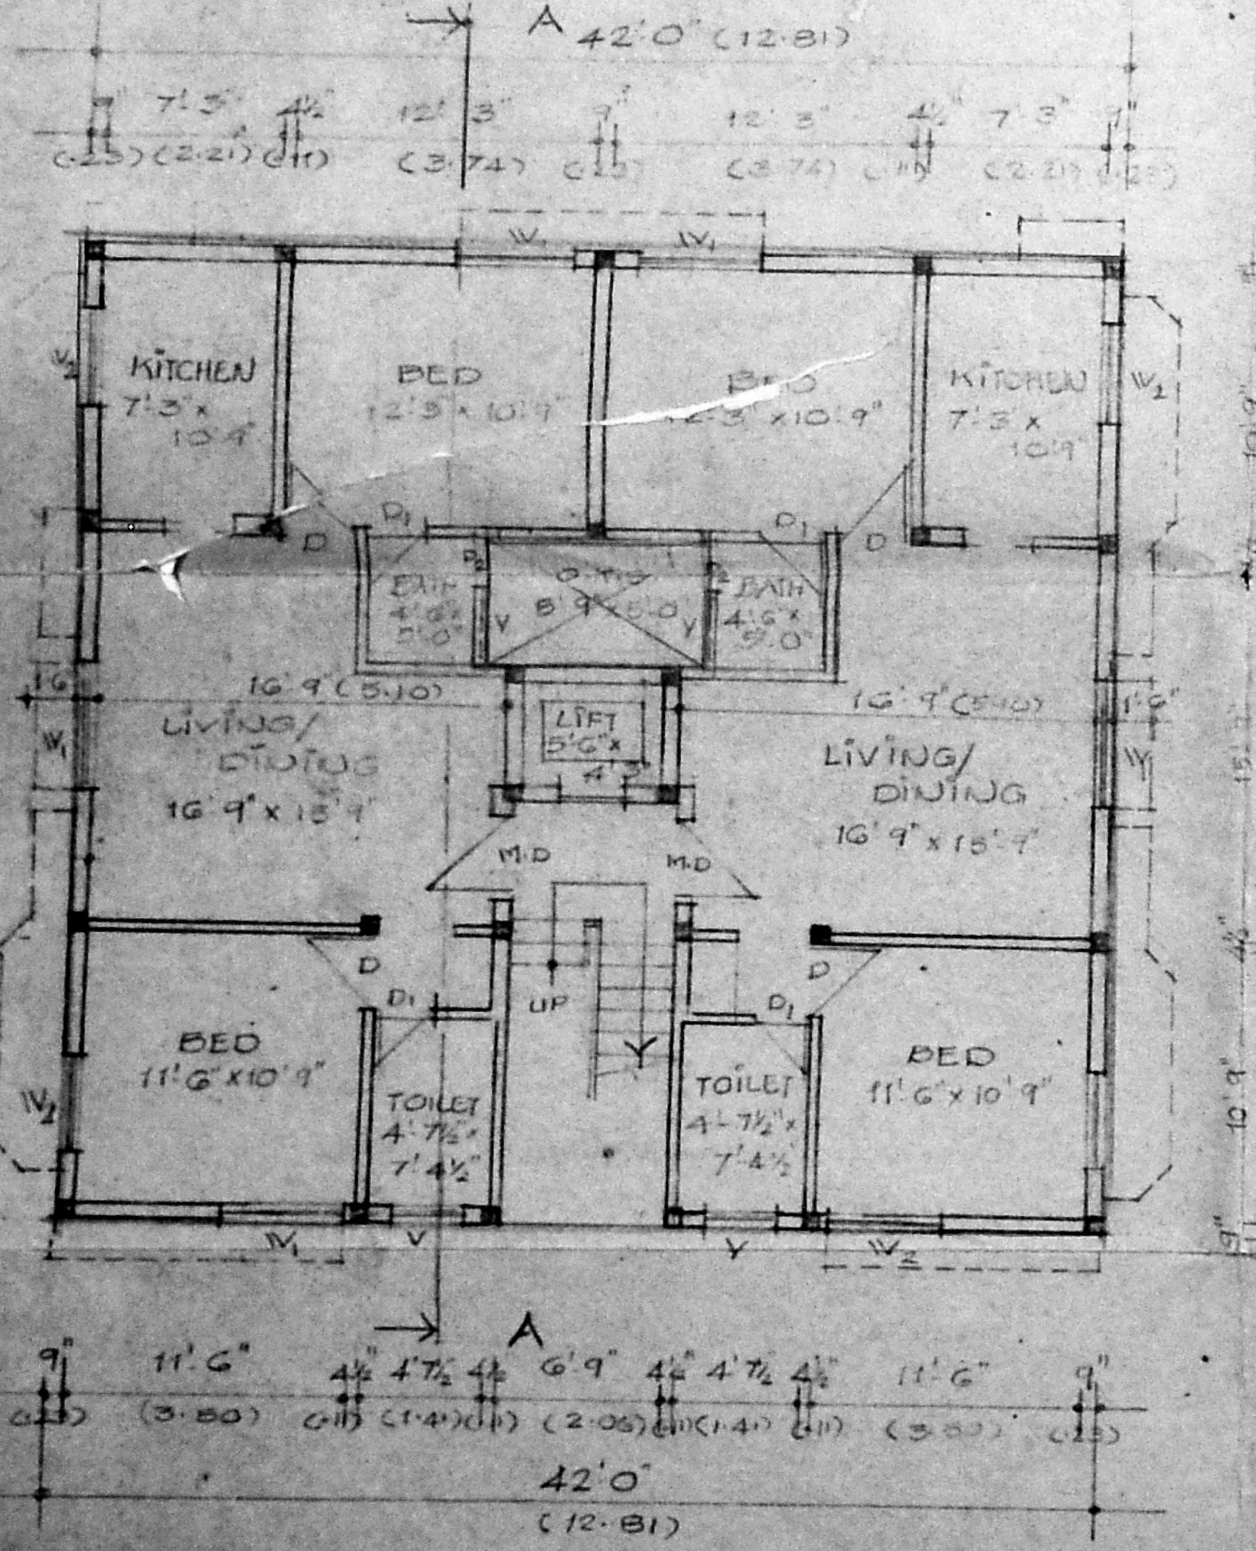 A 42'·0" (12·81)
9" 7'·3" 4½" 12'·3" 9" 12'·3" 4½" 7'·3" 9"
(·23) (2·21) (·11) (3·74) (·23) (3·74) (·11) (2·21) (·23)
W₁ W₁
W₂ KITCHEN BED BED KITCHEN W₂
7'·3" x 12'·3" x 10'·9" 12'·3" x 10'·9" 7'·3" x
10'·9" 10'·9"
D D₁ D₁ D
BATH D₂ O.T.S D₂ BATH
4'·6" x 5'·0" V 8'·9" x 5'·0" V 4'·6" x 5'·0"
1'·6" 16'·9" (5·10) 16'·9" (5·10) 1'·6"
W₁ LIVING/ LIFT LIVING/ W₁
DINING 5'·6" x DINING
16'·9" x 15'·9" 4'·3" 16'·9" x 15'·9"
M.D M.D
D D
D₁ UP D₁
BED BED
11'·6" x 10'·9" 11'·6" x 10'·9"
W₂ TOILET TOILET
4'·7½" x 4'·7½" x
7'·4½" 7'·4½"
W₁ V V W₂
4½"
10'·9"
9"
A
9" 11'·6" 4½" 4'·7½" 4½" 6'·9" 4½" 4'·7½" 4½" 11'·6" 9"
(·23) (3·50) (·11) (1·41) (·11) (2·06) (·11) (1·41) (·11) (3·50) (·23)
42'·0"
(12·81)